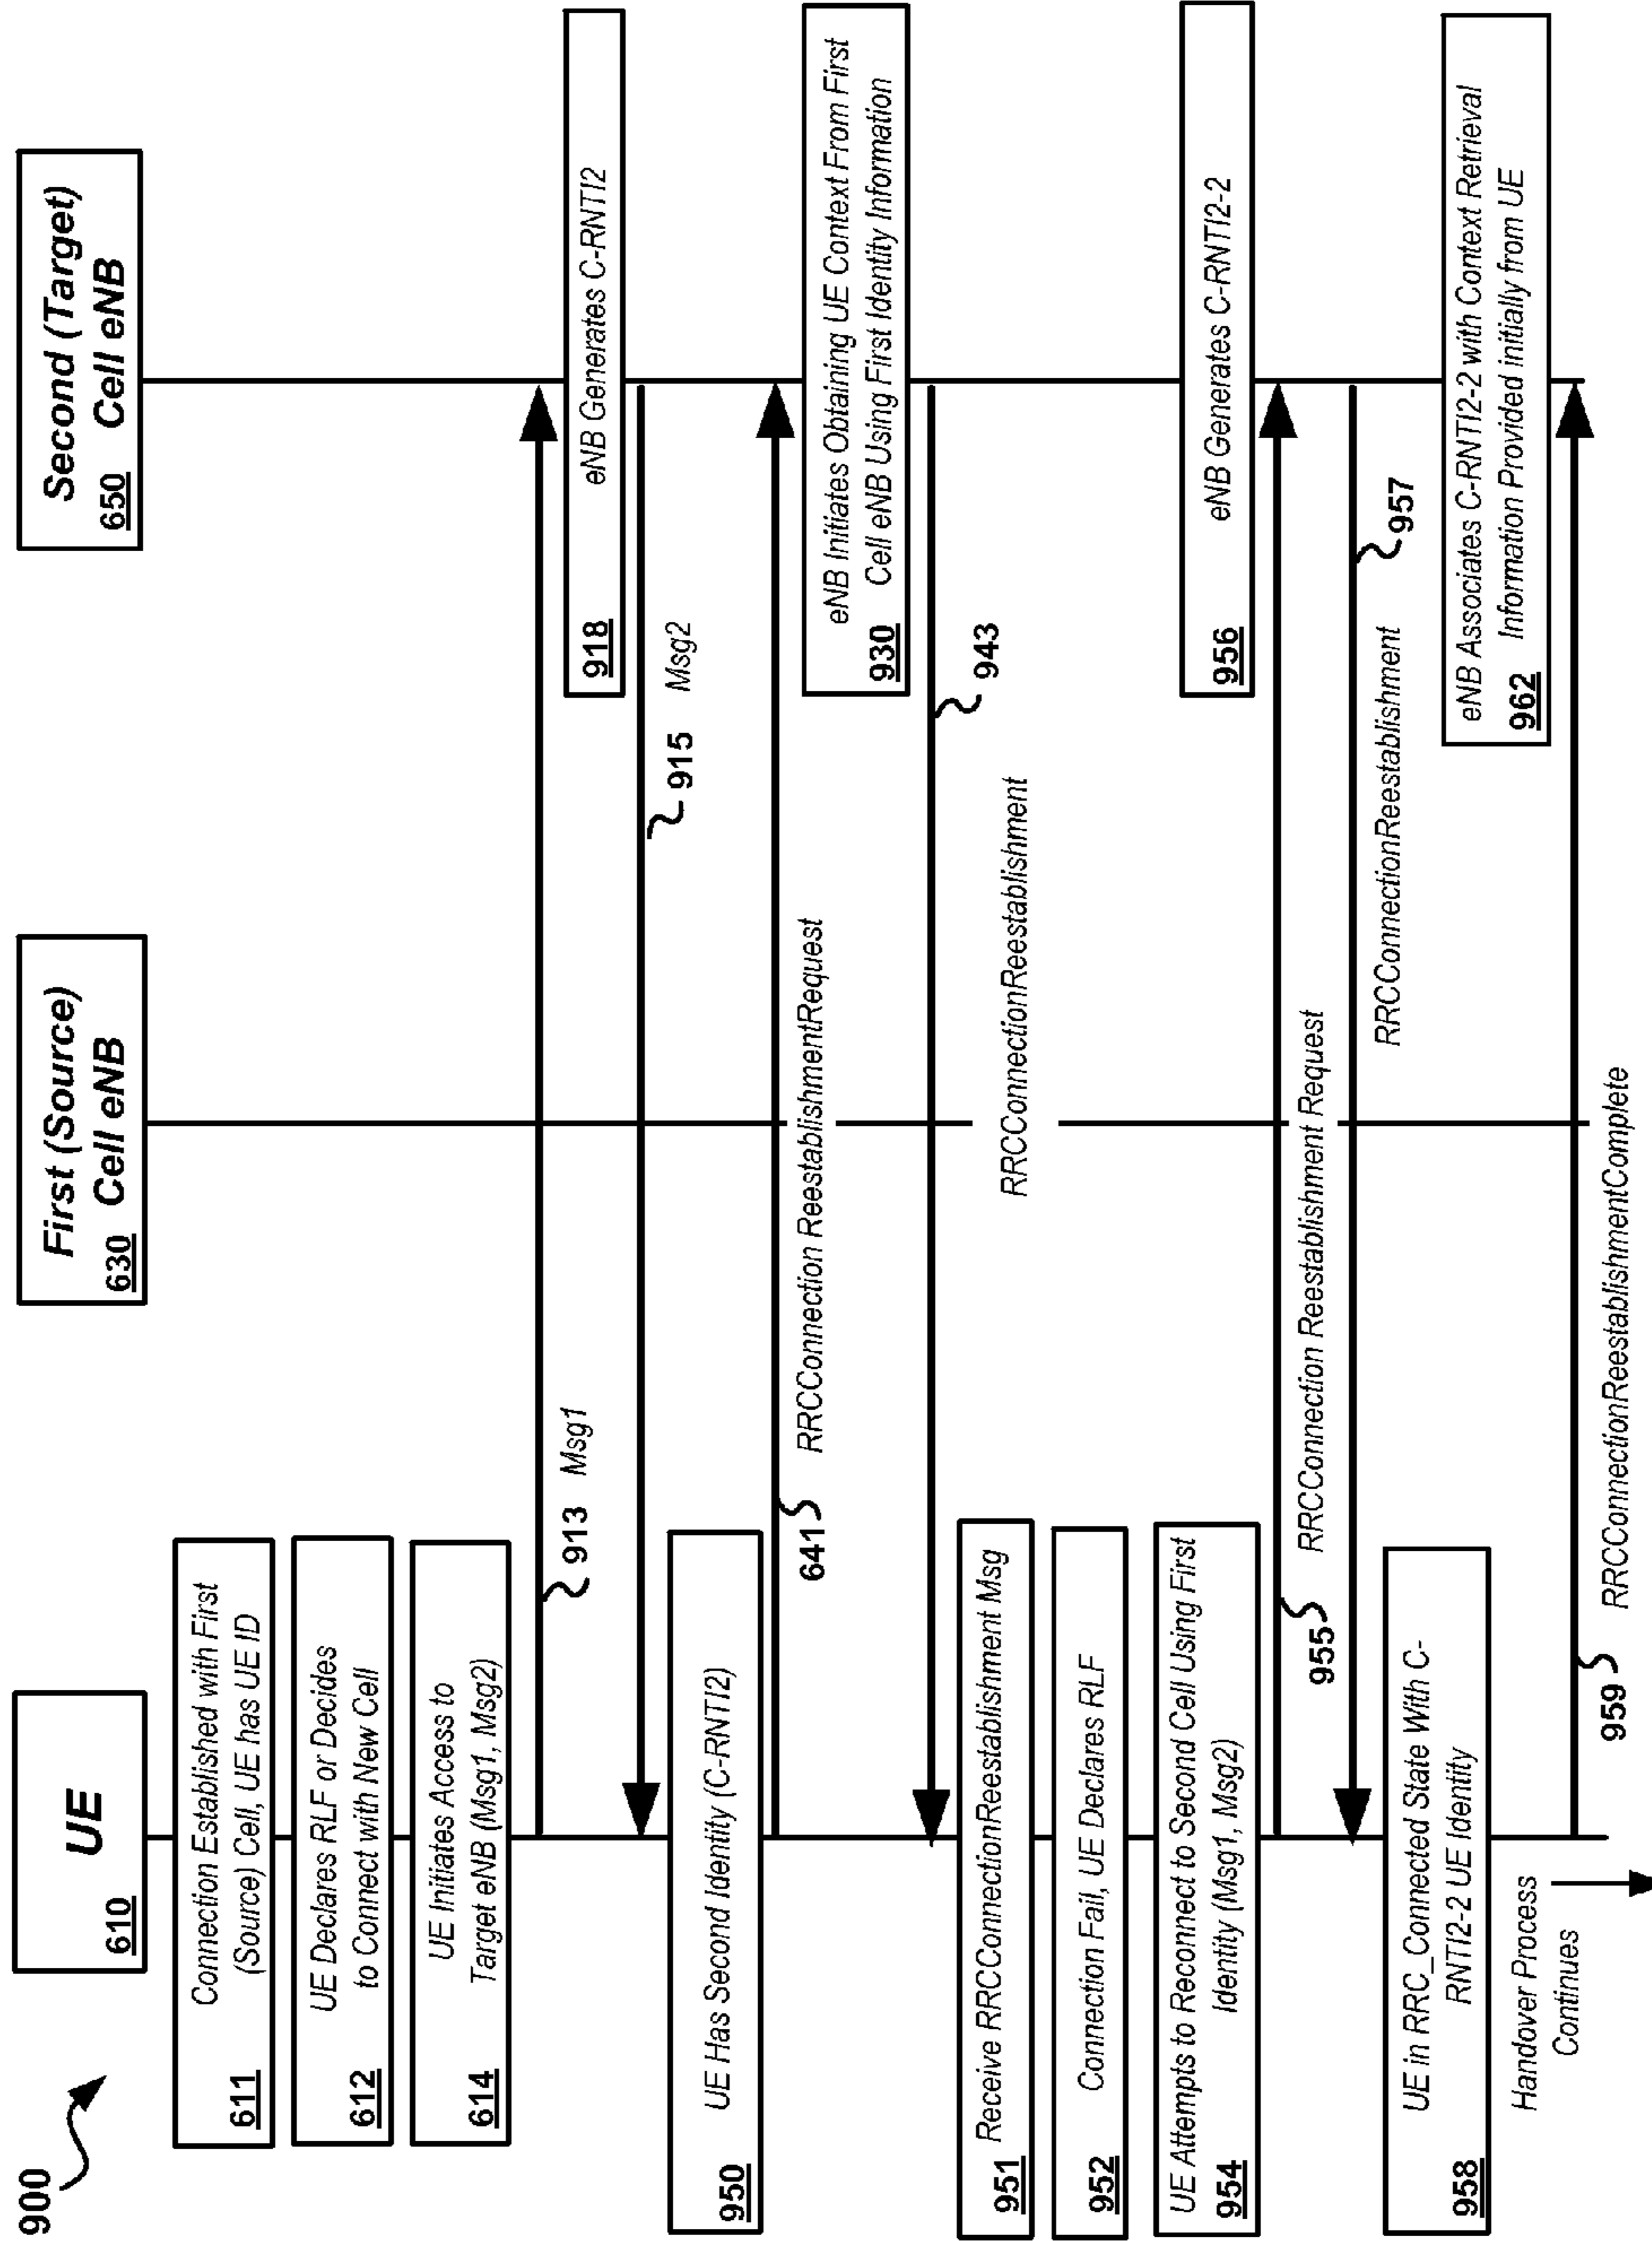 900
UE
610
First (Source)
630 Cell eNB
Second (Target)
650 Cell eNB
Connection Established with First
611 (Source) Cell, UE has UE ID
UE Declares RLF or Decides
612 to Connect with New Cell
UE Initiates Access to
614 Target eNB (Msg1, Msg2)
913 Msg1
eNB Generates C-RNTI2
918
915 Msg2
UE Has Second Identity (C-RNTI2)
950
641 RRCConnection ReestablishmentRequest
eNB Initiates Obtaining UE Context From First
930 Cell eNB Using First Identity Information
943
RRCConnectionReestablishment
Receive RRCConnectionReestablishment Msg
951
Connection Fail, UE Declares RLF
952
UE Attempts to Reconnect to Second Cell Using First
954 Identity (Msg1, Msg2)
eNB Generates C-RNTI2-2
956
955 RRCConnection Reestablishment Request
957
RRCConnectionReestablishment
UE in RRC_Connected State With C-
958 RNTI2-2 UE Identity
eNB Associates C-RNTI2-2 with Context Retrieval
962 Information Provided initially from UE
959 RRCConnectionReestablishmentComplete
Handover Process
Continues